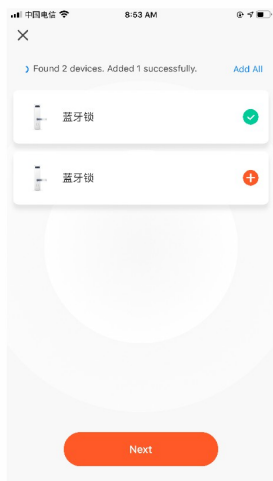 中国电信 8:53 AM
Found 2 devices. Added 1 successfully. Add All
蓝牙锁
蓝牙锁
Next